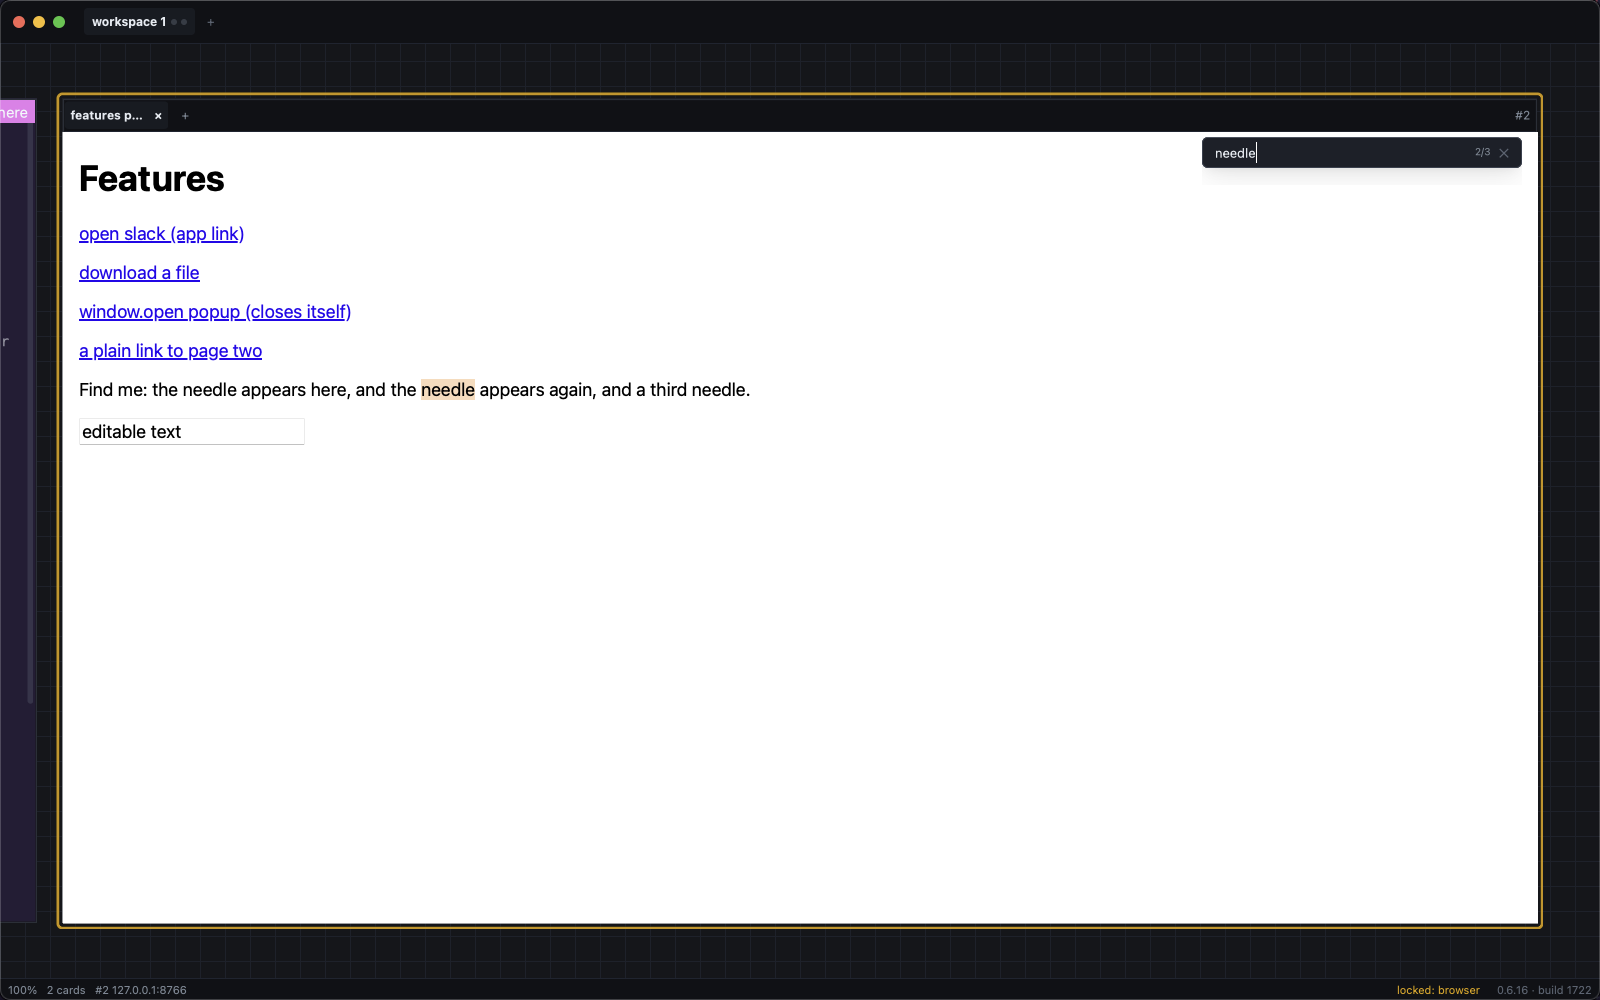 workspace 1
+
here
features p... × +
#2
needle
2/3
Features
open slack (app link)
download a file
window.open popup (closes itself)
a plain link to page two
r
Find me: the needle appears here, and the needle appears again, and a third needle.
editable text
100% 2 cards #2 127.0.0.1:8766
locked: browser 0.6.16 · build 1722